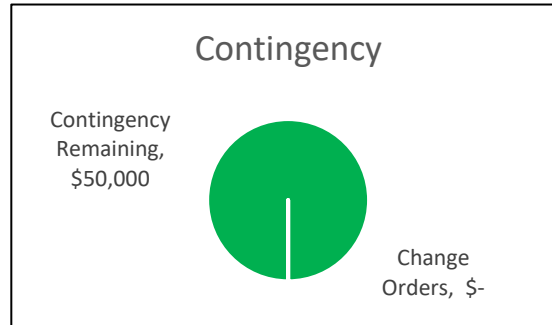 Contingency
Contingency
Remaining,
$50,000
Change
Orders, $-